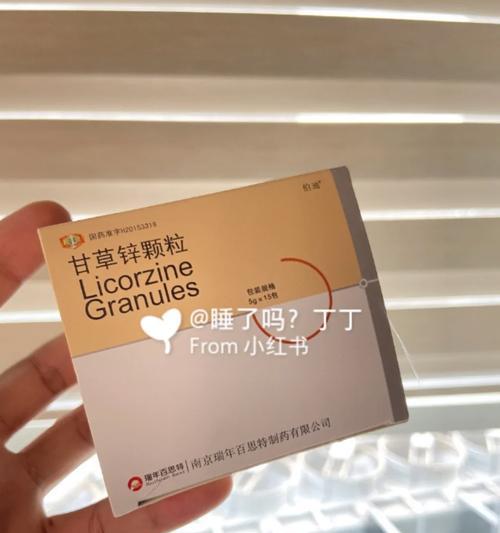 伯迪
国药准字H20153318
甘草锌颗粒
Licorzine
Granules
包装规格
5g×15包
@睡了吗？丁丁
From 小红书
瑞年百思特
南京瑞年百思特制药有限公司